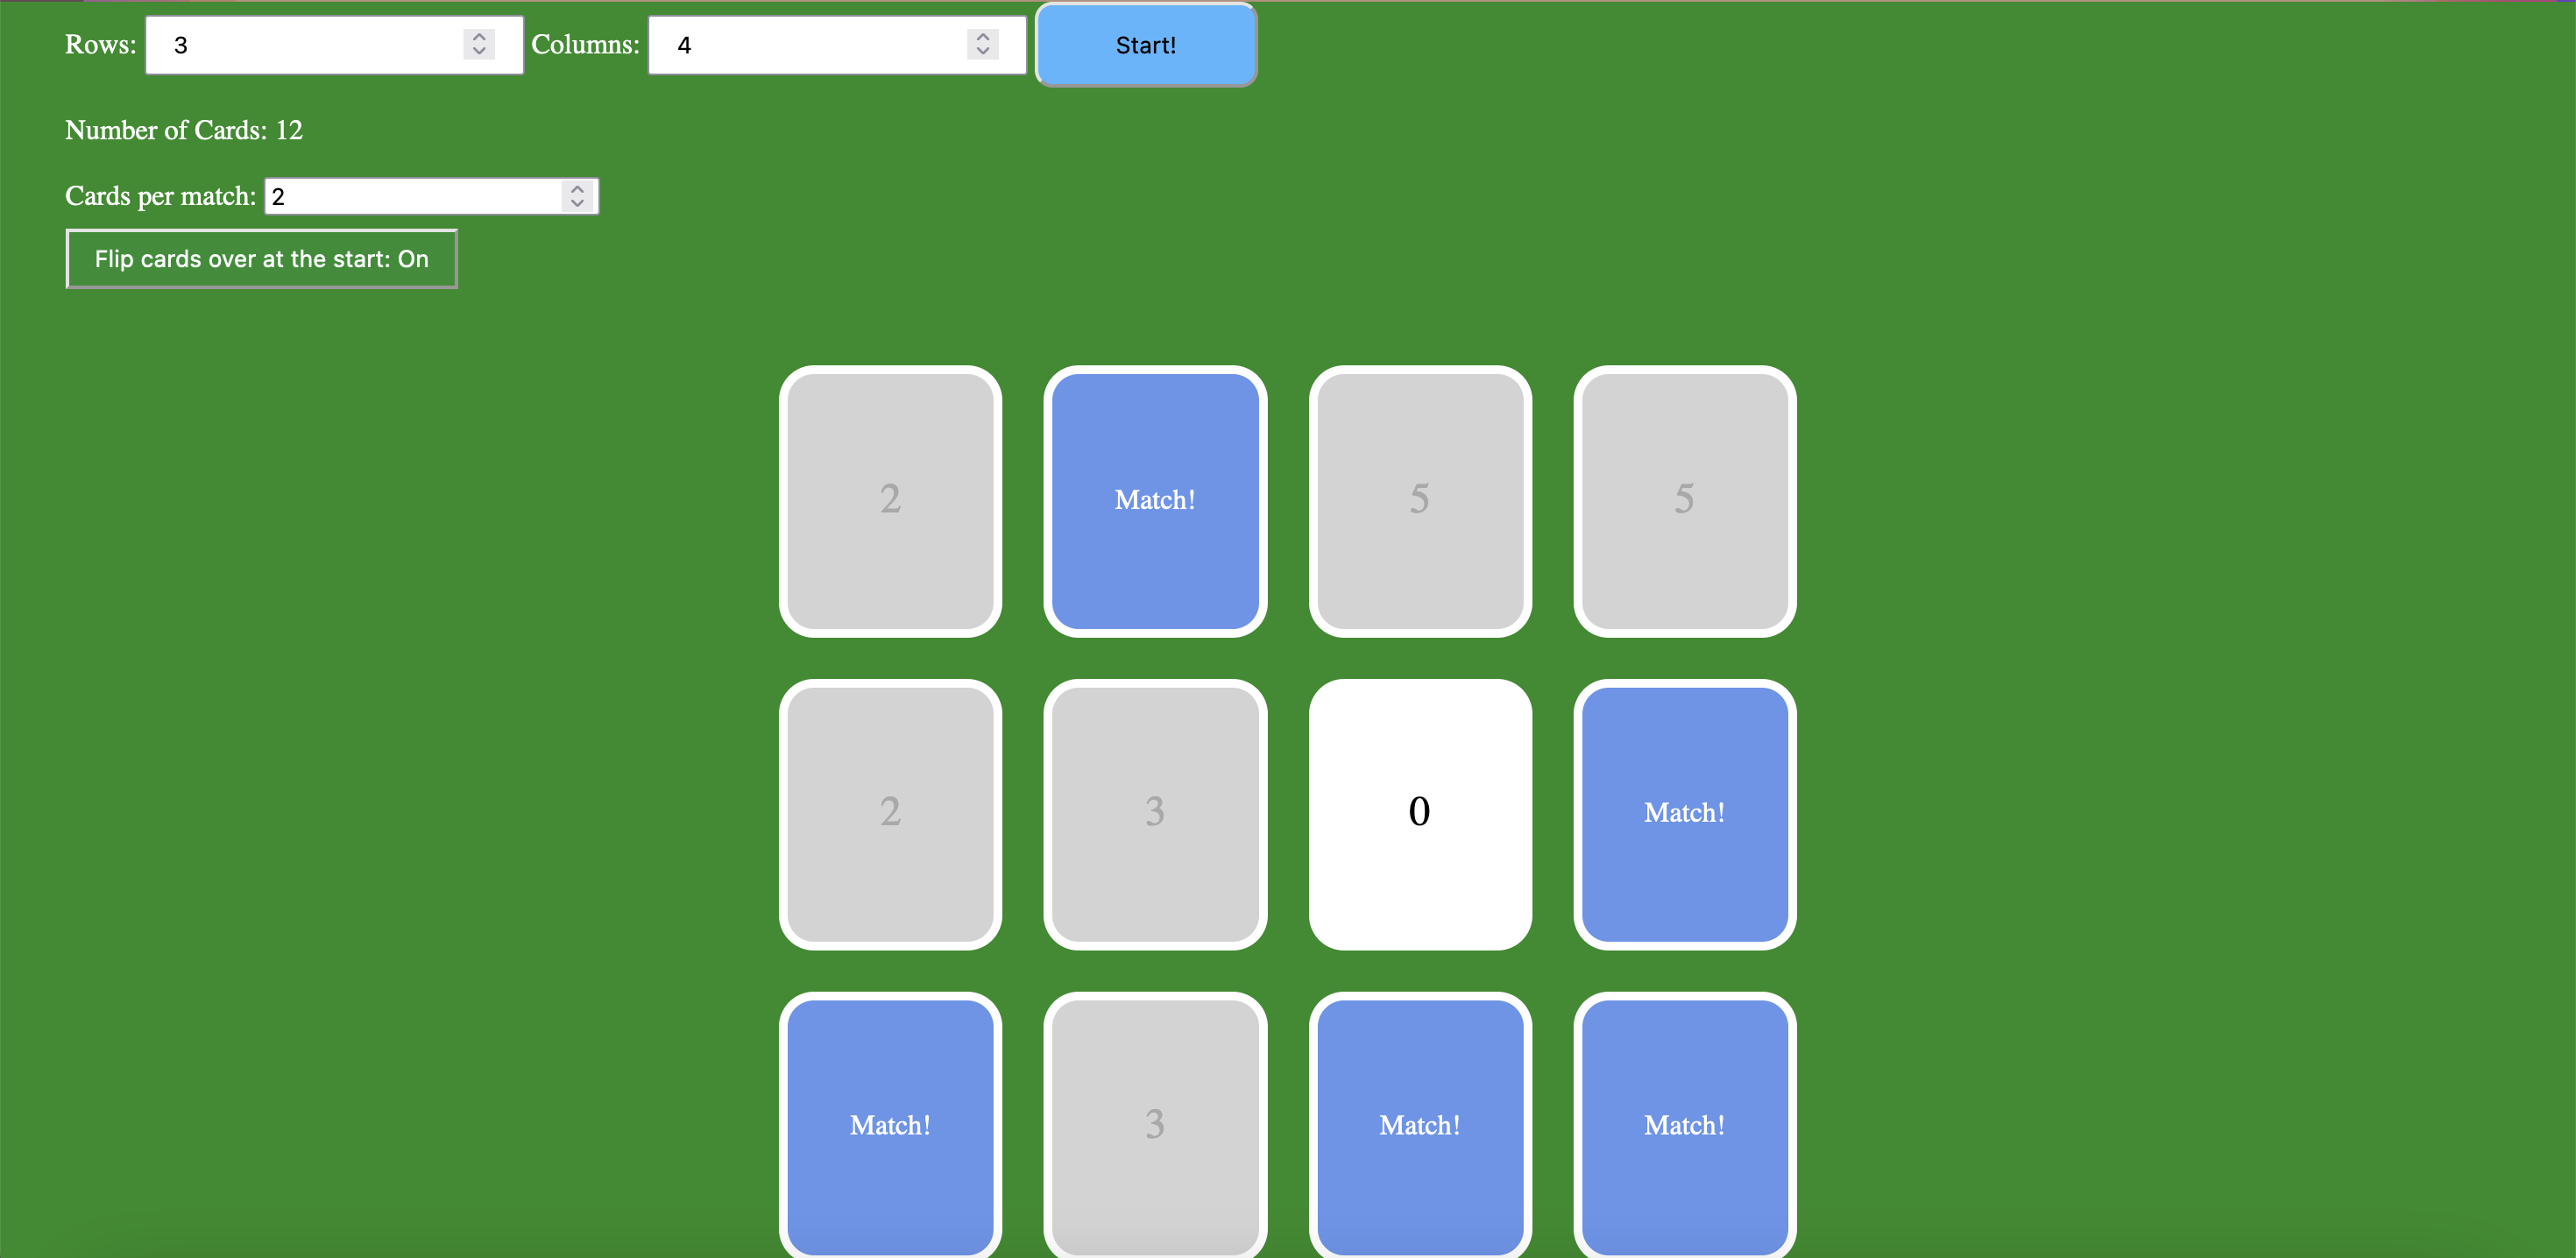 Rows: 3 Columns: 4 Start!
Number of Cards: 12
Cards per match: 2
Flip cards over at the start: On
2 Match! 5 5
2 3 0 Match!
Match! 3 Match! Match!